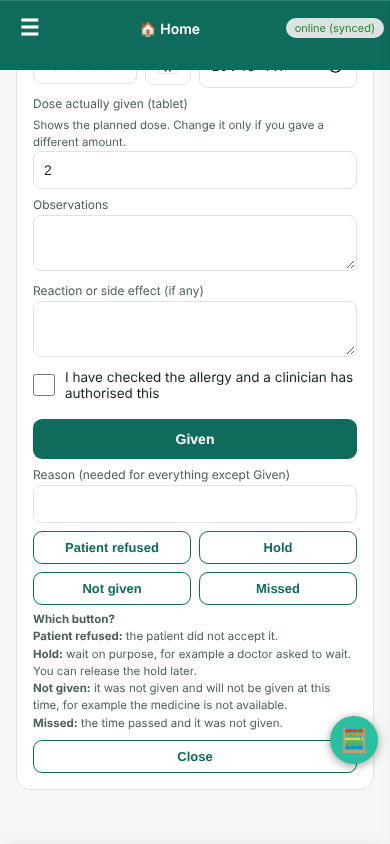 Home
online (synced)
Dose actually given (tablet)
Shows the planned dose. Change it only if you gave a
different amount.
2
Observations
Reaction or side effect (if any)
I have checked the allergy and a clinician has
authorised this
Given
Reason (needed for everything except Given)
Patient refused
Hold
Not given
Missed
Which button?
Patient refused: the patient did not accept it.
Hold: wait on purpose, for example a doctor asked to wait.
You can release the hold later.
Not given: it was not given and will not be given at this
time, for example the medicine is not available.
Missed: the time passed and it was not given.
Close